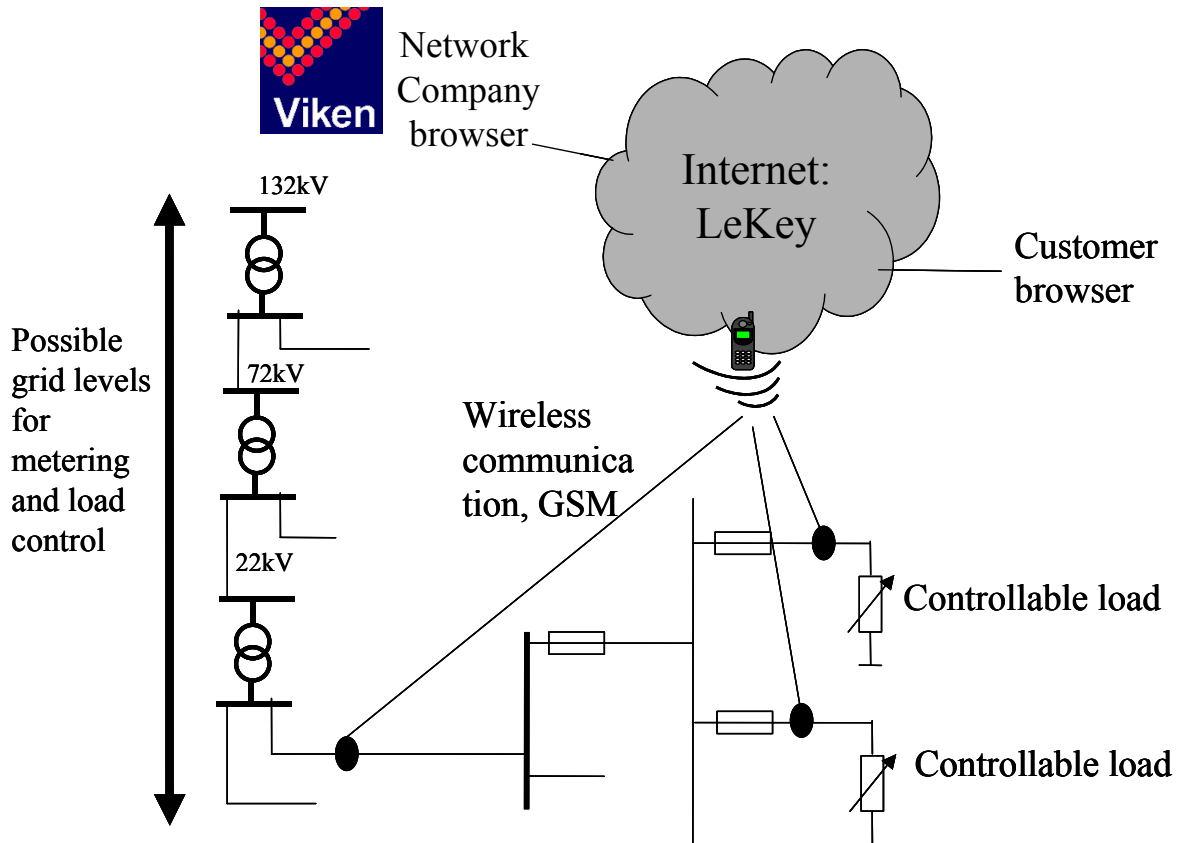 Viken
Network
Company
browser
Internet:
LeKey
132kV
Customer
browser
Possible
grid levels
for
metering
and load
control
72kV
Wireless
communica
tion, GSM
22kV
Controllable load
Controllable load